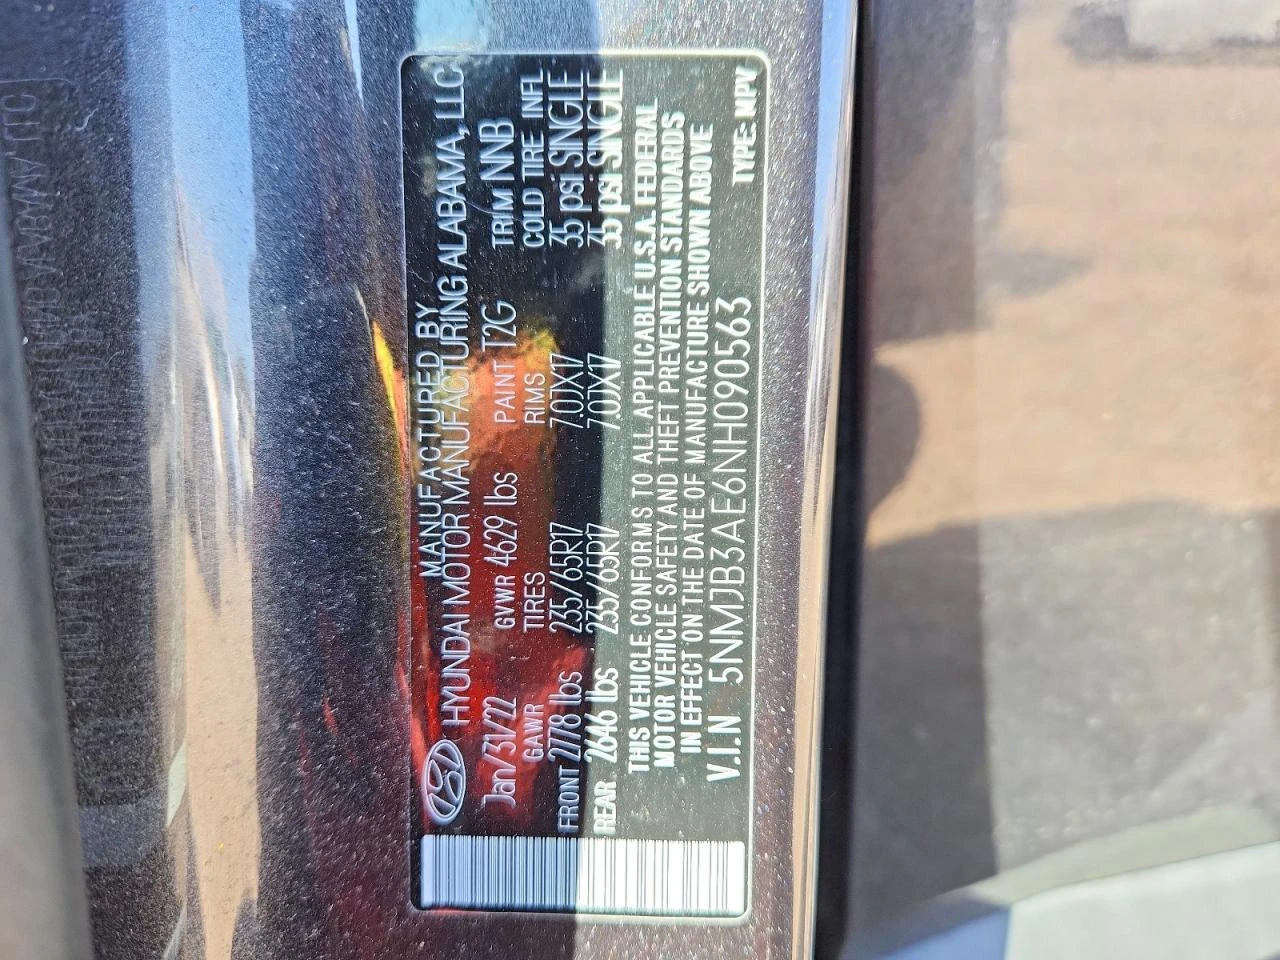 MANUFACTURED BY
HYUNDAI MOTOR MANUFACTURING ALABAMA, LLC
Jan/31/22 GVWR 4629 lbs PAINT T2G TRIM NNB
GAWR TIRES RIMS COLD TIRE INFL
FRONT 2778 lbs 235/65R17 7.0JX17 35 psi SINGLE
REAR 2646 lbs 235/65R17 7.0JX17 35 psi SINGLE
THIS VEHICLE CONFORMS TO ALL APPLICABLE U.S.A. FEDERAL
MOTOR VEHICLE SAFETY AND THEFT PREVENTION STANDARDS
IN EFFECT ON THE DATE OF MANUFACTURE SHOWN ABOVE
V.I.N 5NMJB3AE6NH090563 TYPE: MPV